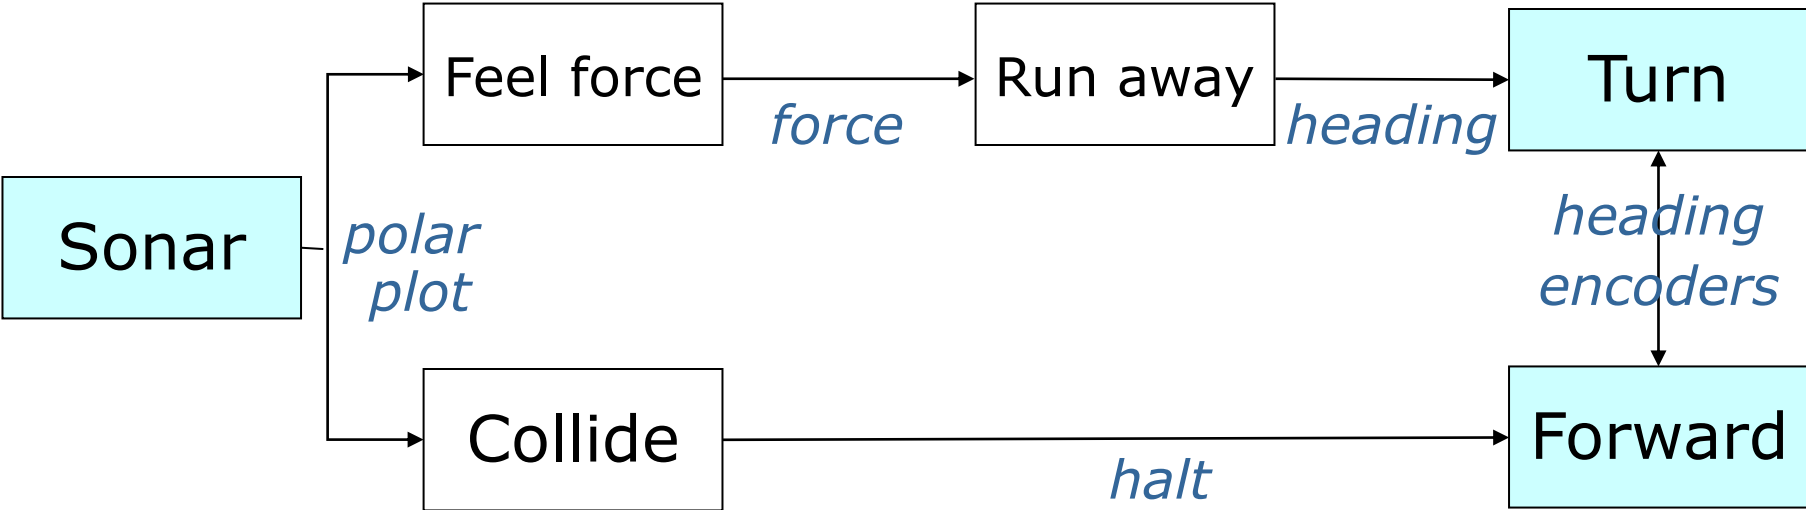 Feel force
force
Run away
heading
Turn
Sonar
polar
plot
heading
encoders
Collide
halt
Forward